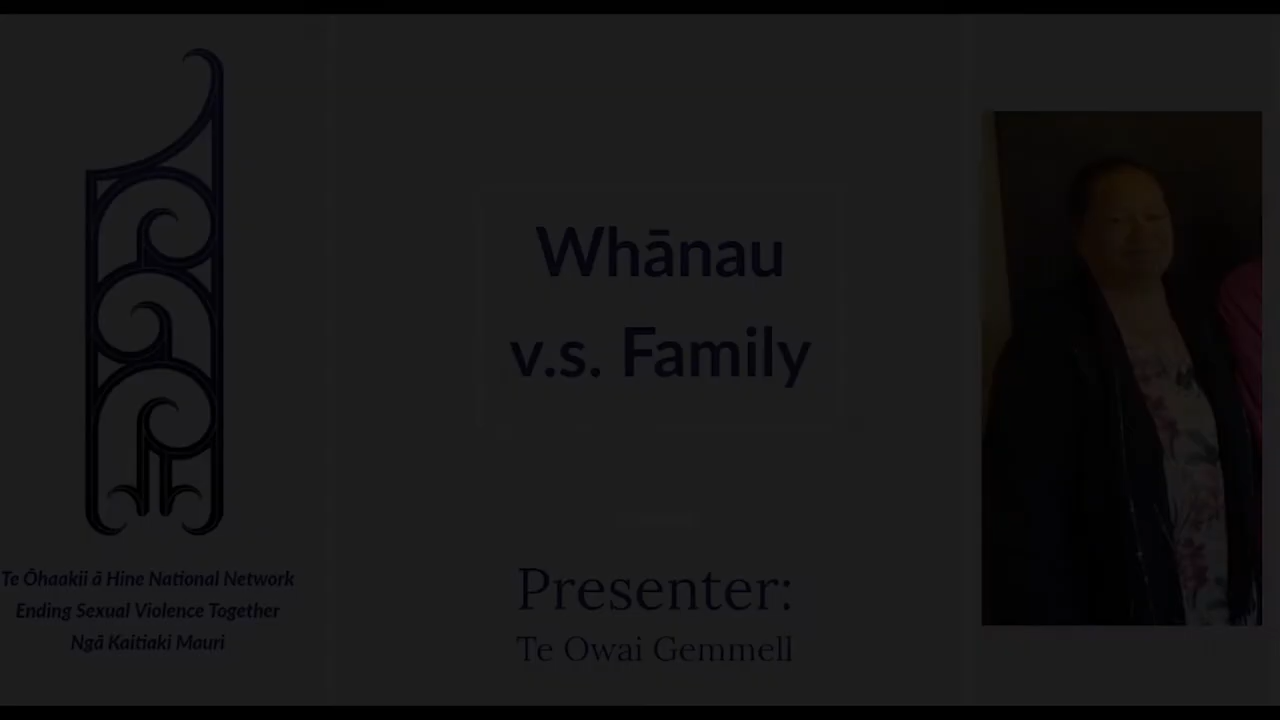 Whānau
v.s. Family
Presenter:
Te Owai Gemmell
Te Ōhaakii ā Hine National Network
Ending Sexual Violence Together
Ngā Kaitiaki Mauri